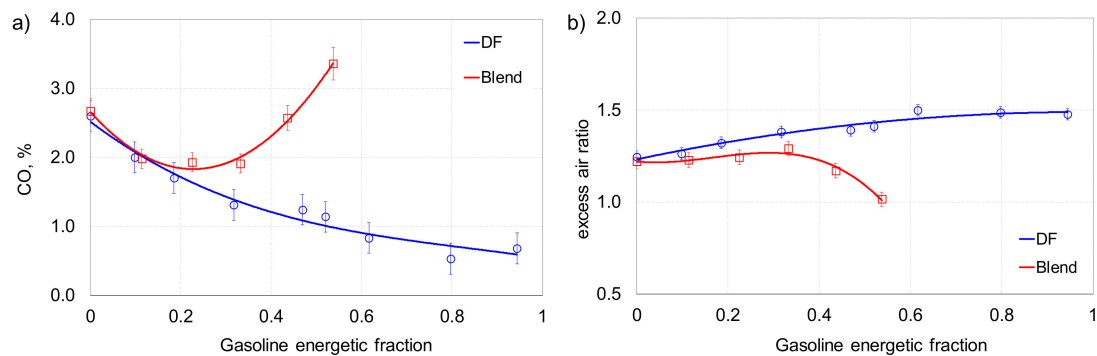 a)
CO, %
4.0
3.0
2.0
1.0
0.0
0
0.2
0.4
0.6
0.8
1
Gasoline energetic fraction
DF
Blend
b)
excess air ratio
2.0
1.5
1.0
0.5
0
0.2
0.4
0.6
0.8
1
Gasoline energetic fraction
DF
Blend